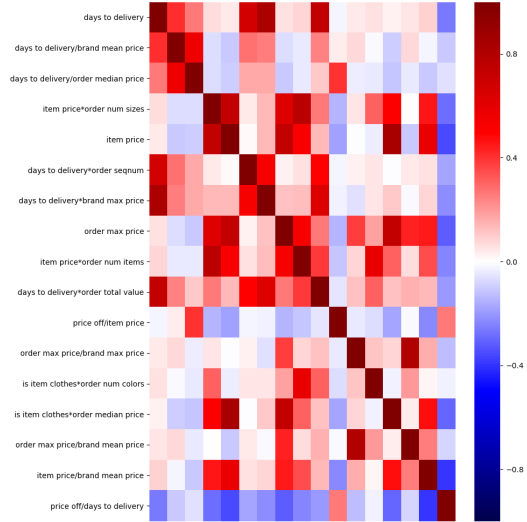 days to delivery
days to delivery/brand mean price
days to delivery/order median price
item price*order num sizes
item price
days to delivery*order seqnum
days to delivery*brand max price
order max price
item price*order num items
days to delivery*order total value
price off/item price
order max price/brand max price
is item clothes*order num colors
is item clothes*order median price
order max price/brand mean price
item price/brand mean price
price off/days to delivery
0.8
0.4
0.0
−0.4
−0.8